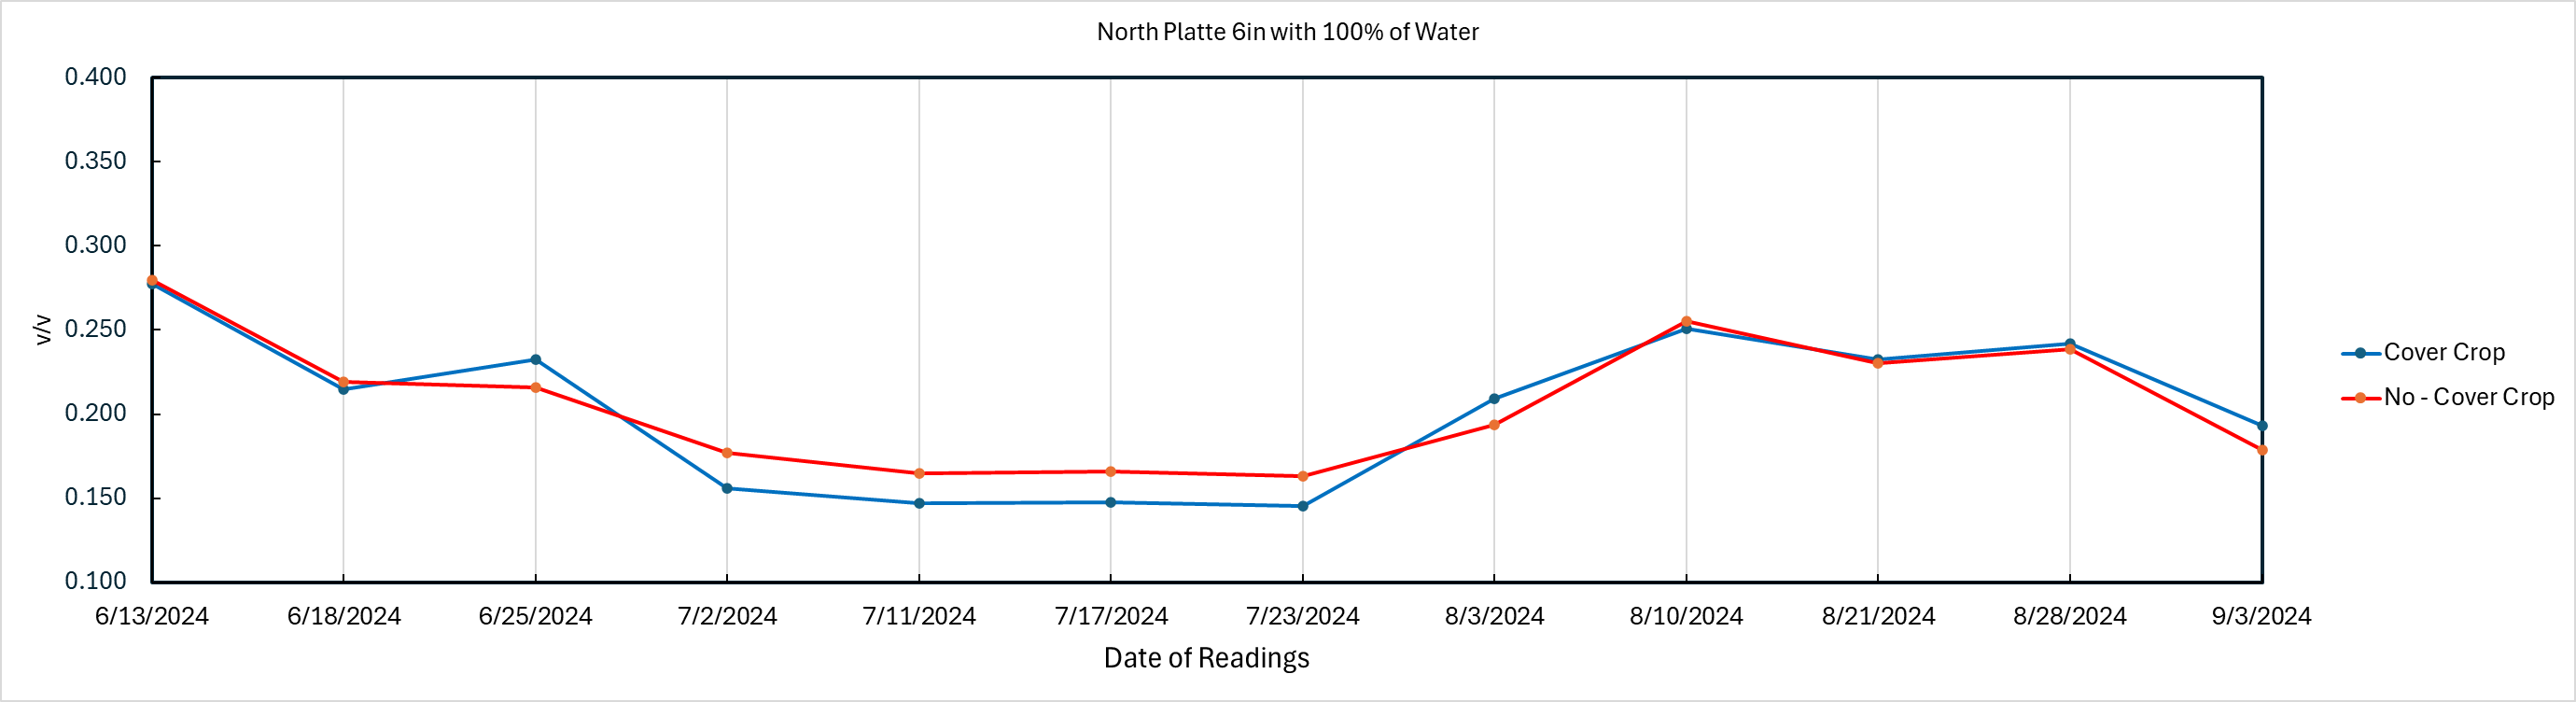 North Platte 6in with 100% of Water
0.400
0.350
0.300
0.250
0.200
0.150
0.100
v/v
6/13/2024 6/18/2024 6/25/2024 7/2/2024 7/11/2024 7/17/2024 7/23/2024 8/3/2024 8/10/2024 8/21/2024 8/28/2024 9/3/2024
Date of Readings
Cover Crop
No - Cover Crop